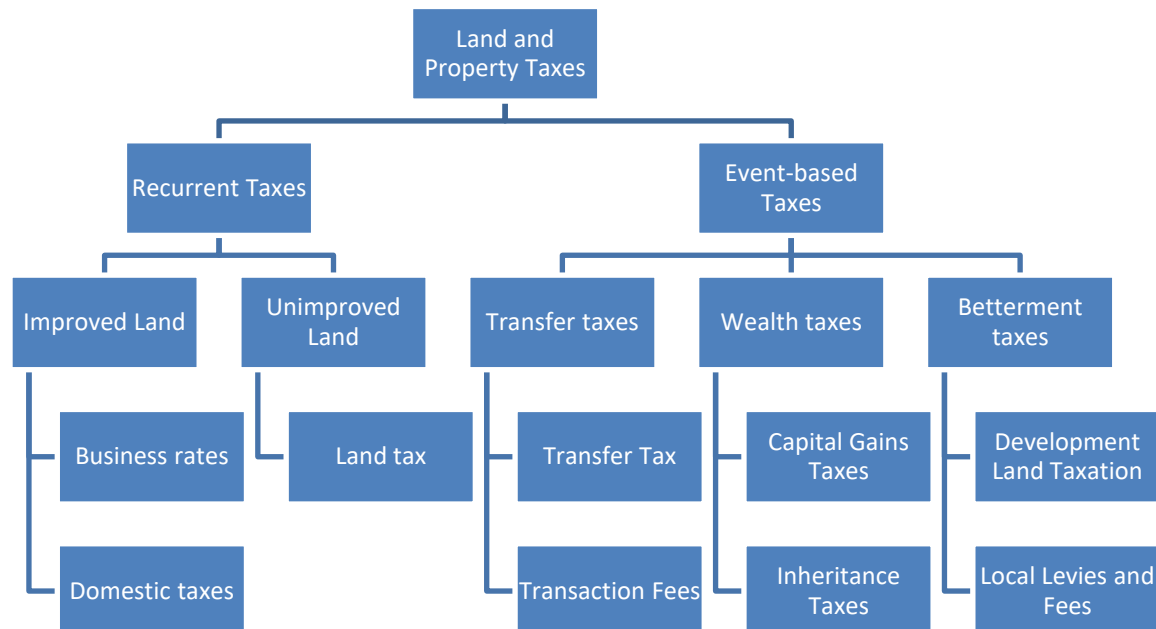 Land and
Property Taxes
Recurrent Taxes
Event-based
Taxes
Improved Land
Unimproved
Land
Transfer taxes
Wealth taxes
Betterment
taxes
Business rates
Land tax
Transfer Tax
Capital Gains
Taxes
Development
Land Taxation
Domestic taxes
Transaction Fees
Inheritance
Taxes
Local Levies and
Fees